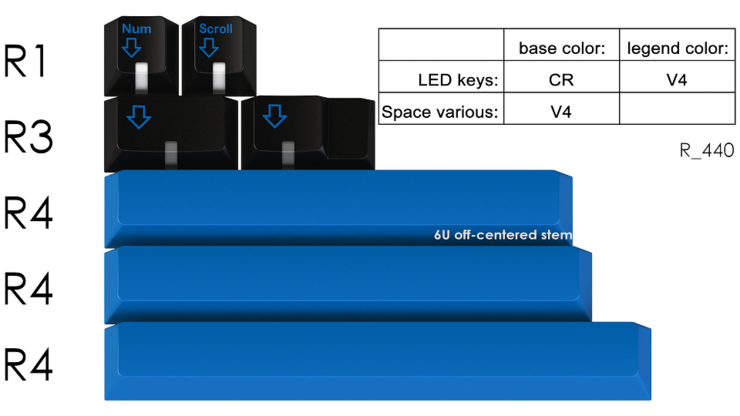 R1
Num
Scroll
base color:
legend color:
LED keys:
CR
V4
Space various:
V4
R_440
R3
R4
6U off-centered stem
R4
R4